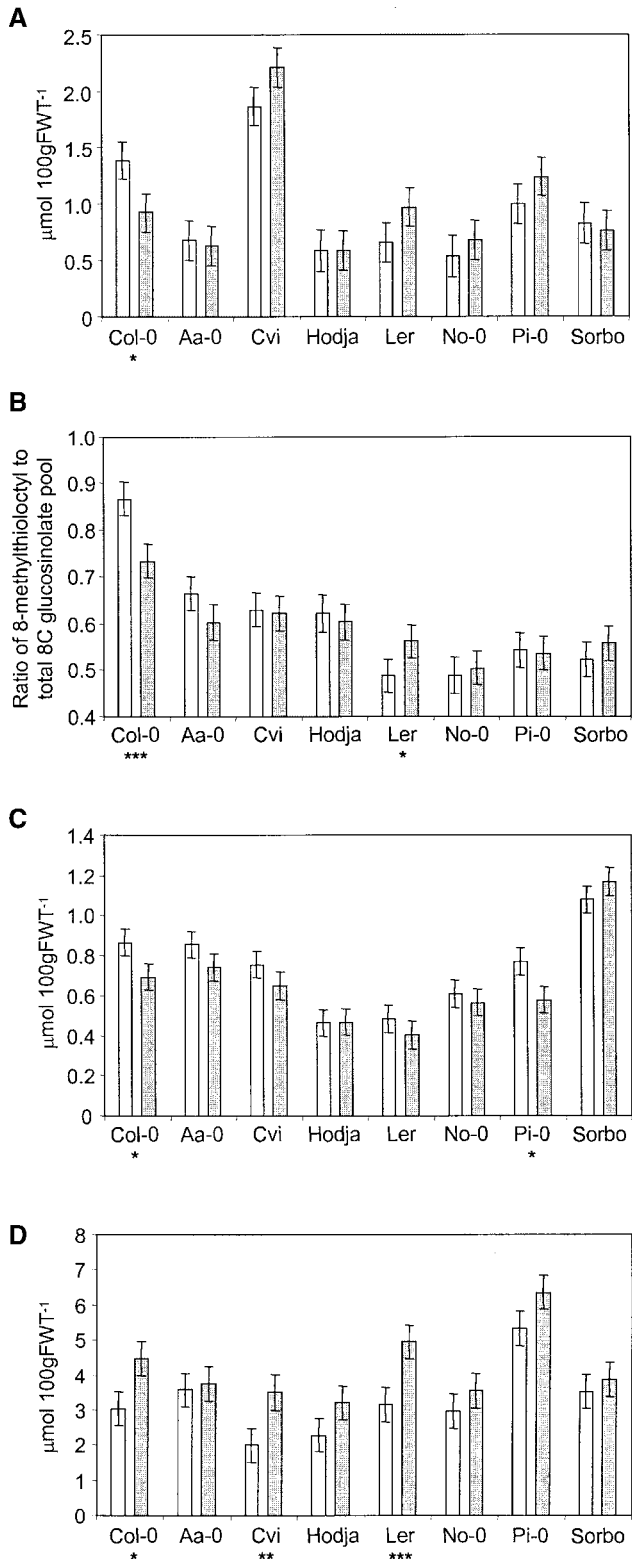 A
2.5
2.0
1.5
1.0
0.5
0
μmol 100gFWT⁻¹
Col-0 Aa-0 Cvi Hodja Ler No-0 Pi-0 Sorbo
*
B
1.0
0.9
0.8
0.7
0.6
0.5
0.4
Ratio of 8-methylthioloctyl to
total 8C glucosinolate pool
Col-0 Aa-0 Cvi Hodja Ler No-0 Pi-0 Sorbo
*** *
C
1.4
1.2
1.0
0.8
0.6
0.4
0.2
0
μmol 100gFWT⁻¹
Col-0 Aa-0 Cvi Hodja Ler No-0 Pi-0 Sorbo
* *
D
8
7
6
5
4
3
2
1
0
μmol 100gFWT⁻¹
Col-0 Aa-0 Cvi Hodja Ler No-0 Pi-0 Sorbo
* ** ***